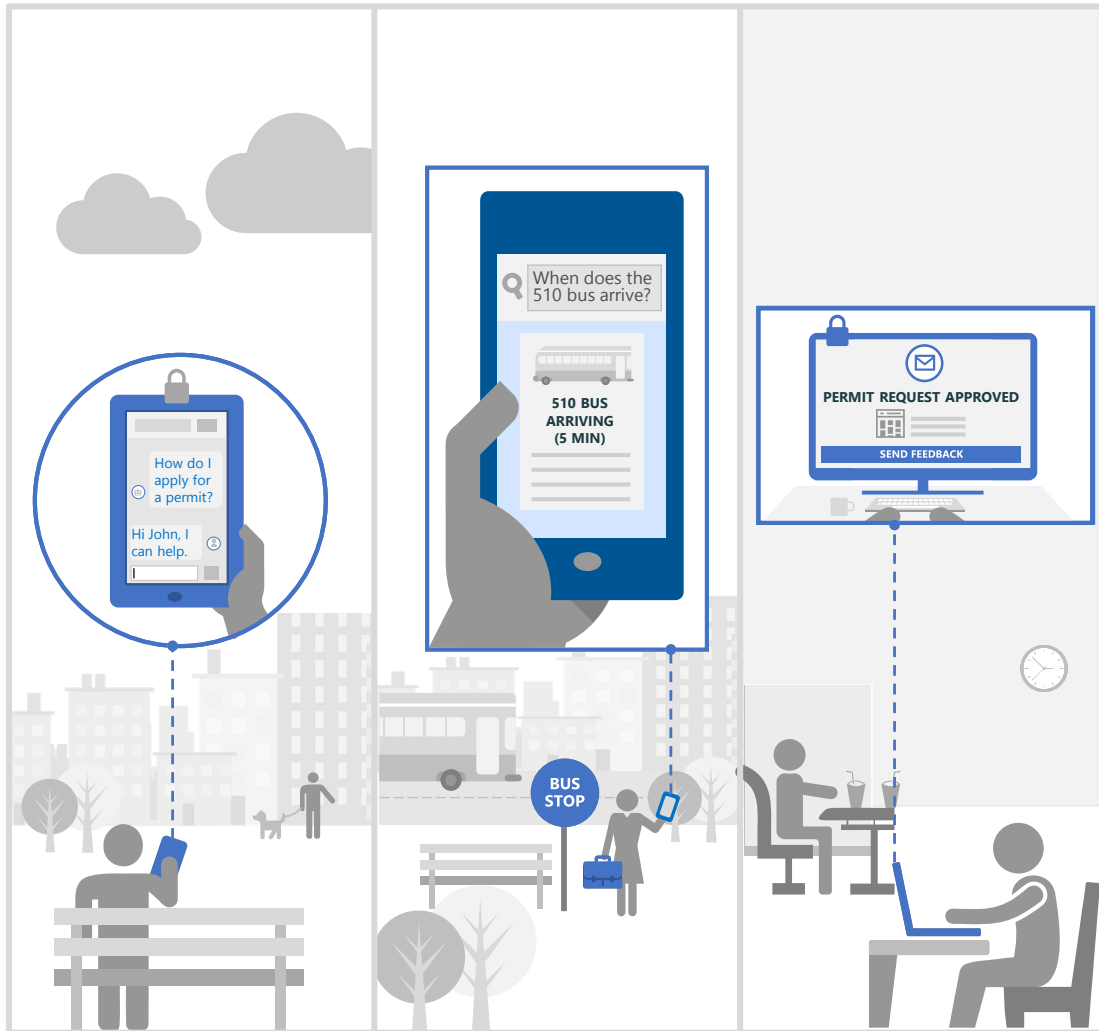 How do I
apply for
a permit?
Hi John, I
can help.
When does the
510 bus arrive?
510 BUS
ARRIVING
(5 MIN)
BUS
STOP
PERMIT REQUEST APPROVED
SEND FEEDBACK